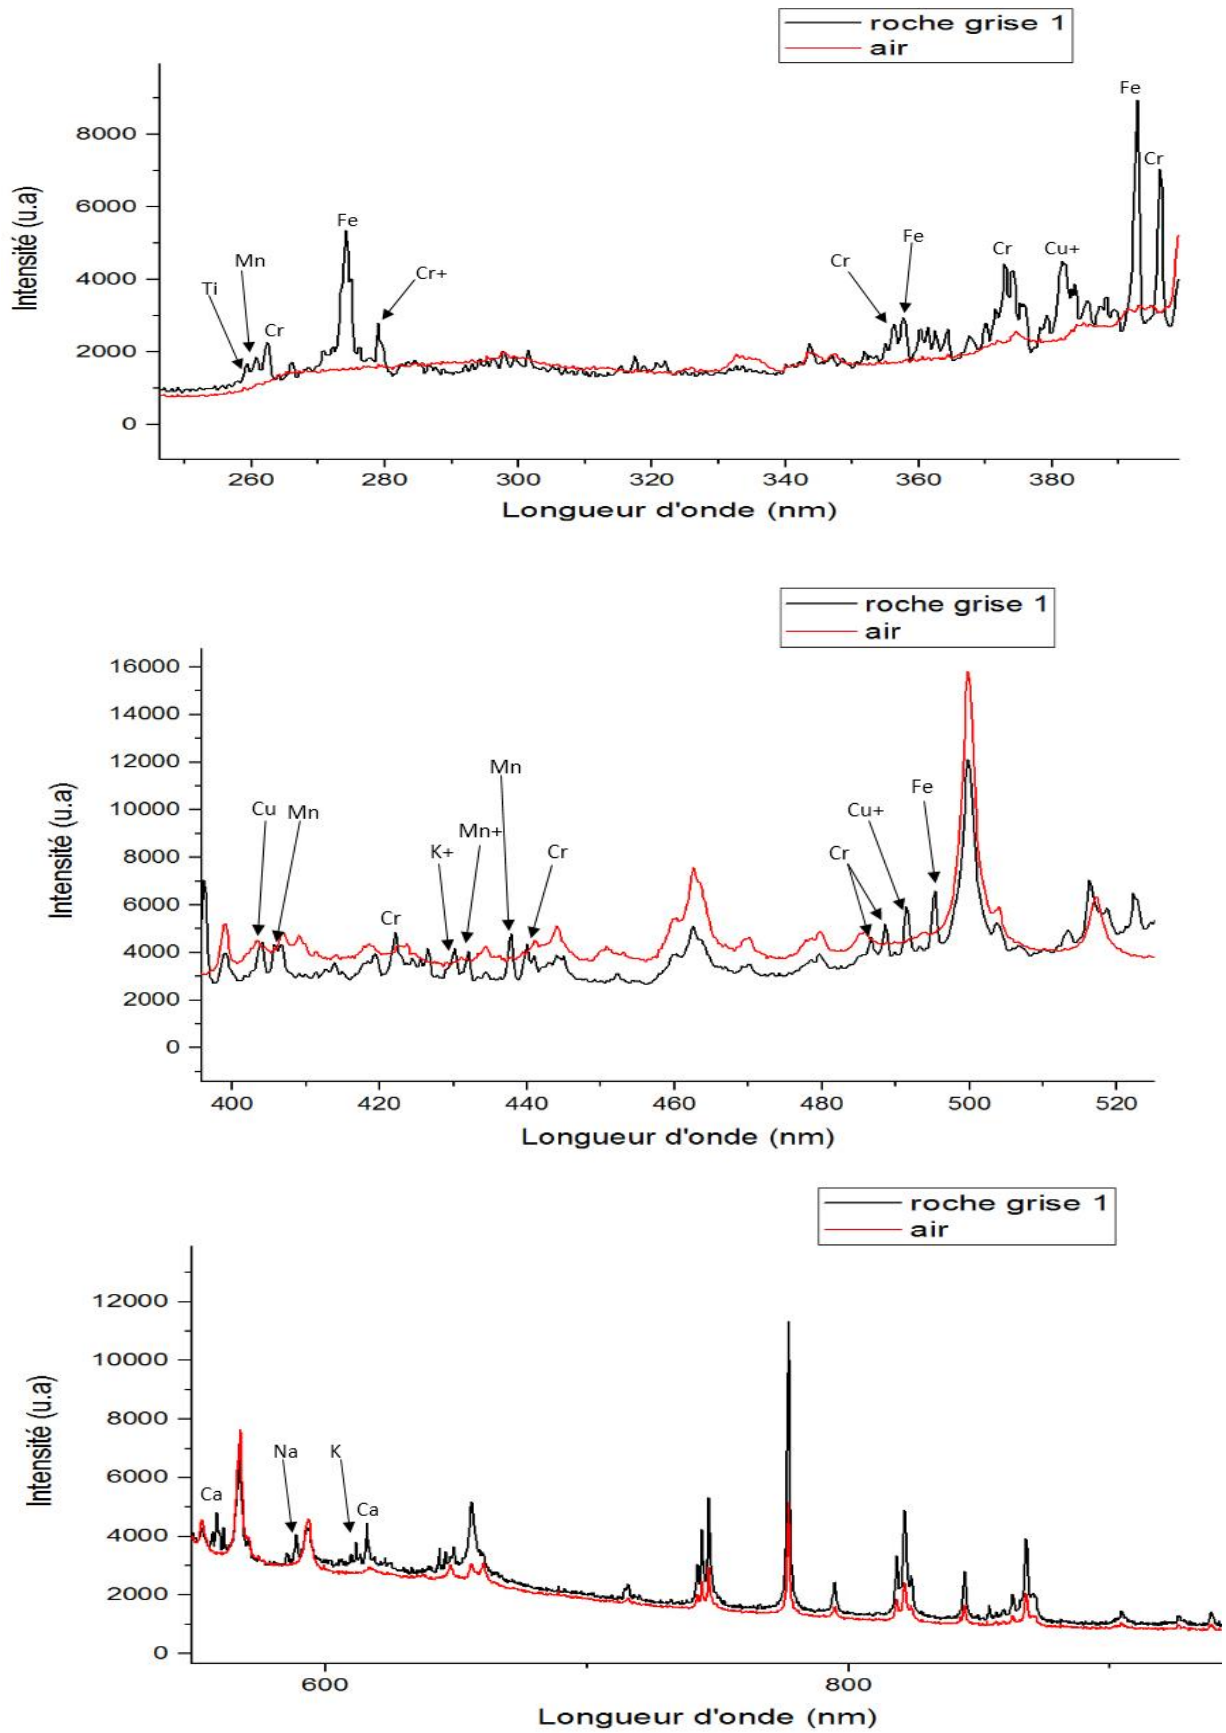 roche grise 1
air
Fe
Cr
Fe
Mn
Ti
Cr
Cr+
Cr
Fe
Cr
Cu+
8000
6000
4000
2000
0
Intensité (u.a)
260 280 300 320 340 360 380
Longueur d'onde (nm)
roche grise 1
air
16000
14000
12000
10000
8000
6000
4000
2000
0
Intensité (u.a)
Cu
Mn
Cr
K+
Mn+
Mn
Cr
Cr
Cu+
Fe
400 420 440 460 480 500 520
Longueur d'onde (nm)
roche grise 1
air
12000
10000
8000
6000
4000
2000
0
Intensité (u.a)
Ca
Na
K
Ca
600 800
Longueur d'onde (nm)